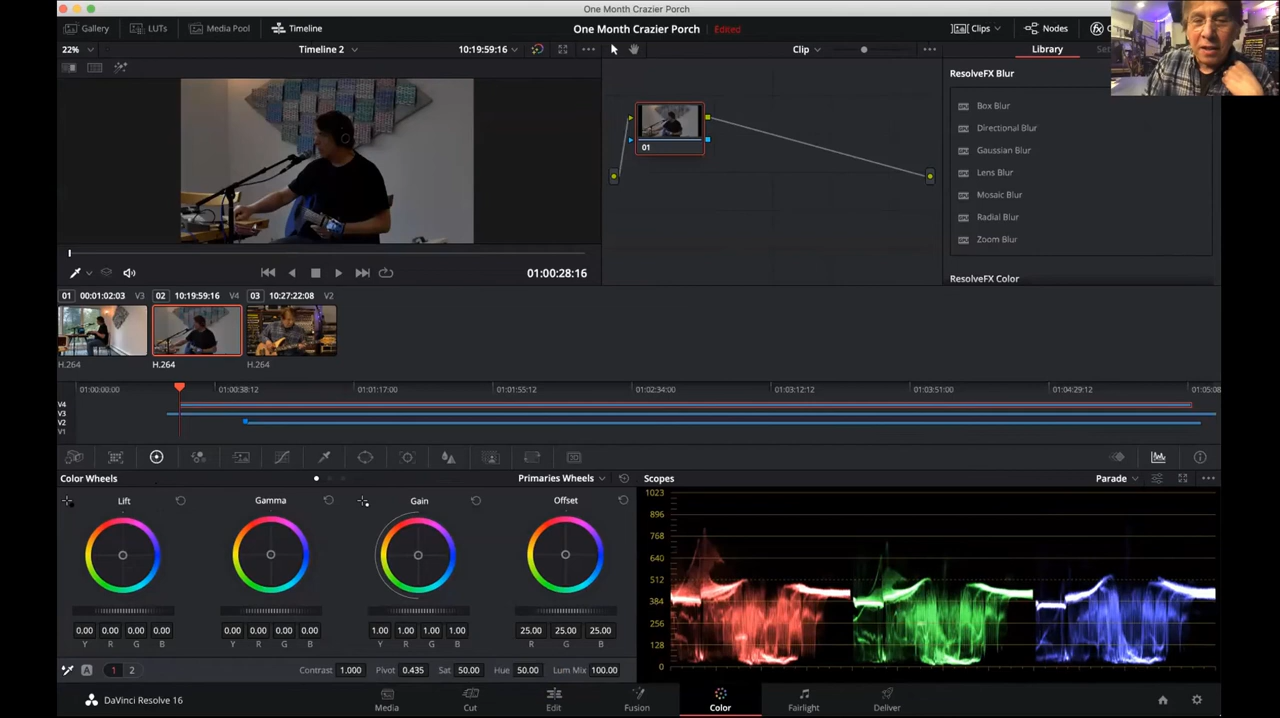 One Month Crazier Porch
Gallery LUTs Media Pool Timeline One Month Crazier Porch Edited Clips Nodes
22% Timeline 2 10:19:59:16 Clip Library
ResolveFX Blur
Box Blur
Directional Blur
Gaussian Blur
Lens Blur
Mosaic Blur
Radial Blur
Zoom Blur
ResolveFX Color
01
01:00:28:16
01 00:01:02:03 V3 02 10:19:59:16 V4 03 10:27:22:08 V2
H.264 H.264 H.264
01:00:00:00 01:00:38:12 01:01:17:00 01:01:55:12 01:02:34:00 01:03:12:12 01:03:51:00 01:04:29:12 01:05:08
V4
V3
V2
V1
Color Wheels Primaries Wheels Scopes Parade
Lift Gamma Gain Offset
1023
896
768
640
512
384
256
128
0
0.00 0.00 0.00 0.00 0.00 0.00 0.00 0.00 1.00 1.00 1.00 1.00 25.00 25.00 25.00
Y R G B Y R G B Y R G B R G B
A 1 2 Contrast 1.000 Pivot 0.435 Sat 50.00 Hue 50.00 Lum Mix 100.00
DaVinci Resolve 16 Media Cut Edit Fusion Color Fairlight Deliver